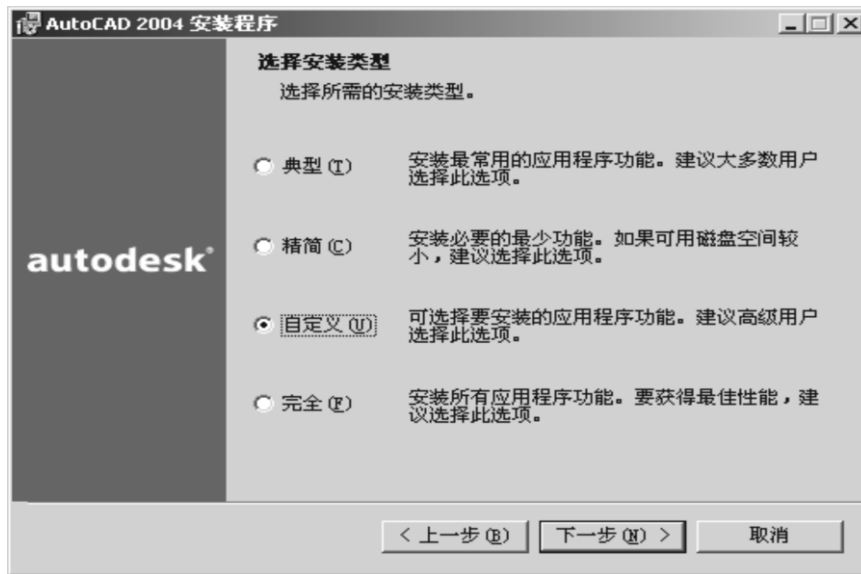 AutoCAD 2004 安装程序
选择安装类型
选择所需的安装类型。
典型(T)
安装最常用的应用程序功能。建议大多数用户
选择此选项。
精简(C)
安装必要的最少功能。如果可用磁盘空间较
小，建议选择此选项。
autodesk®
自定义(U)
可选择要安装的应用程序功能。建议高级用户
选择此选项。
完全(F)
安装所有应用程序功能。要获得最佳性能，建
议选择此选项。
< 上一步(B)
下一步(N) >
取消